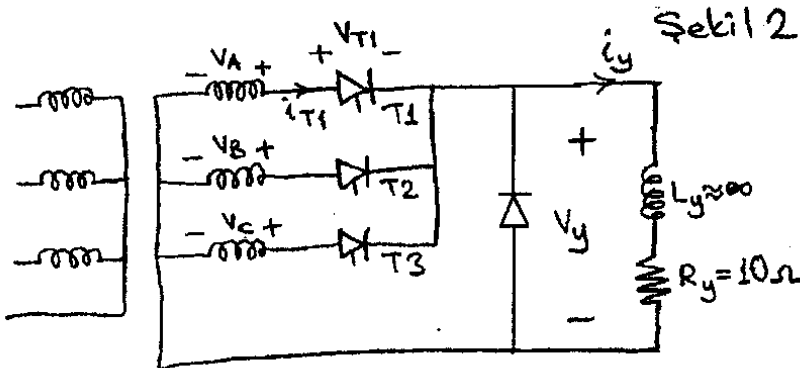 Şekil 2
VA
- +
+ VT1 -
iT1
T1
iy
VB
- +
T2
VC
- +
T3
+
Vy
-
Ly≈∞
Ry=10Ω